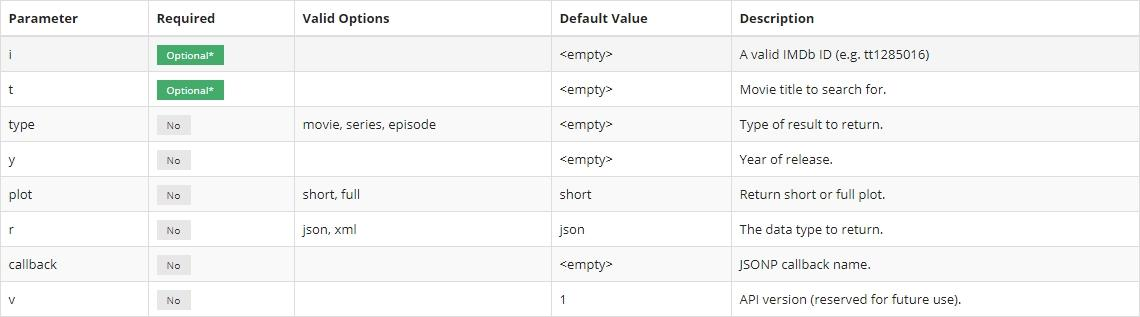 Parameter Required Valid Options Default Value Description
i Optional* <empty> A valid IMDb ID (e.g. tt1285016)
t Optional* <empty> Movie title to search for.
type No movie, series, episode <empty> Type of result to return.
y No <empty> Year of release.
plot No short, full short Return short or full plot.
r No json, xml json The data type to return.
callback No <empty> JSONP callback name.
v No 1 API version (reserved for future use).